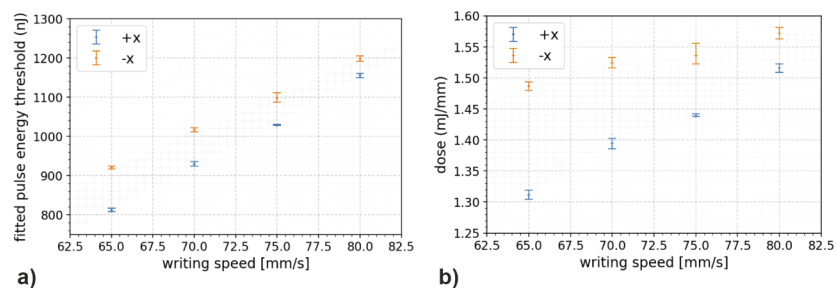 fitted pulse energy threshold (nJ)
1300
1200
1100
1000
900
800
+x
-x
62.5 65.0 67.5 70.0 72.5 75.0 77.5 80.0 82.5
writing speed [mm/s]
a)
dose (mJ/mm)
1.60
1.55
1.50
1.45
1.40
1.35
1.30
1.25
+x
-x
62.5 65.0 67.5 70.0 72.5 75.0 77.5 80.0 82.5
writing speed [mm/s]
b)